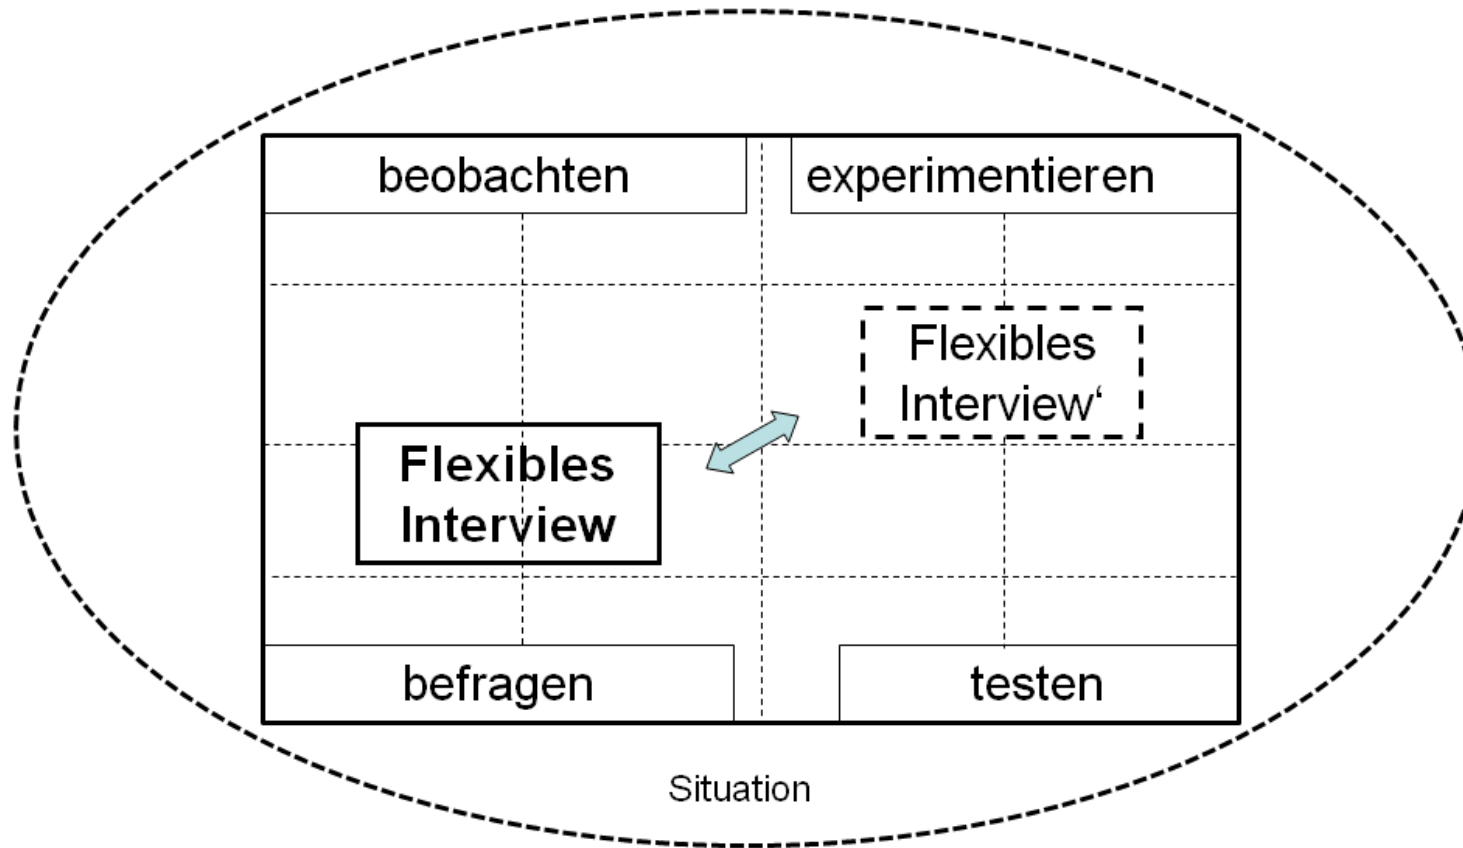 beobachten
experimentieren
Flexibles
Interview‘
Flexibles
Interview
befragen
testen
Situation